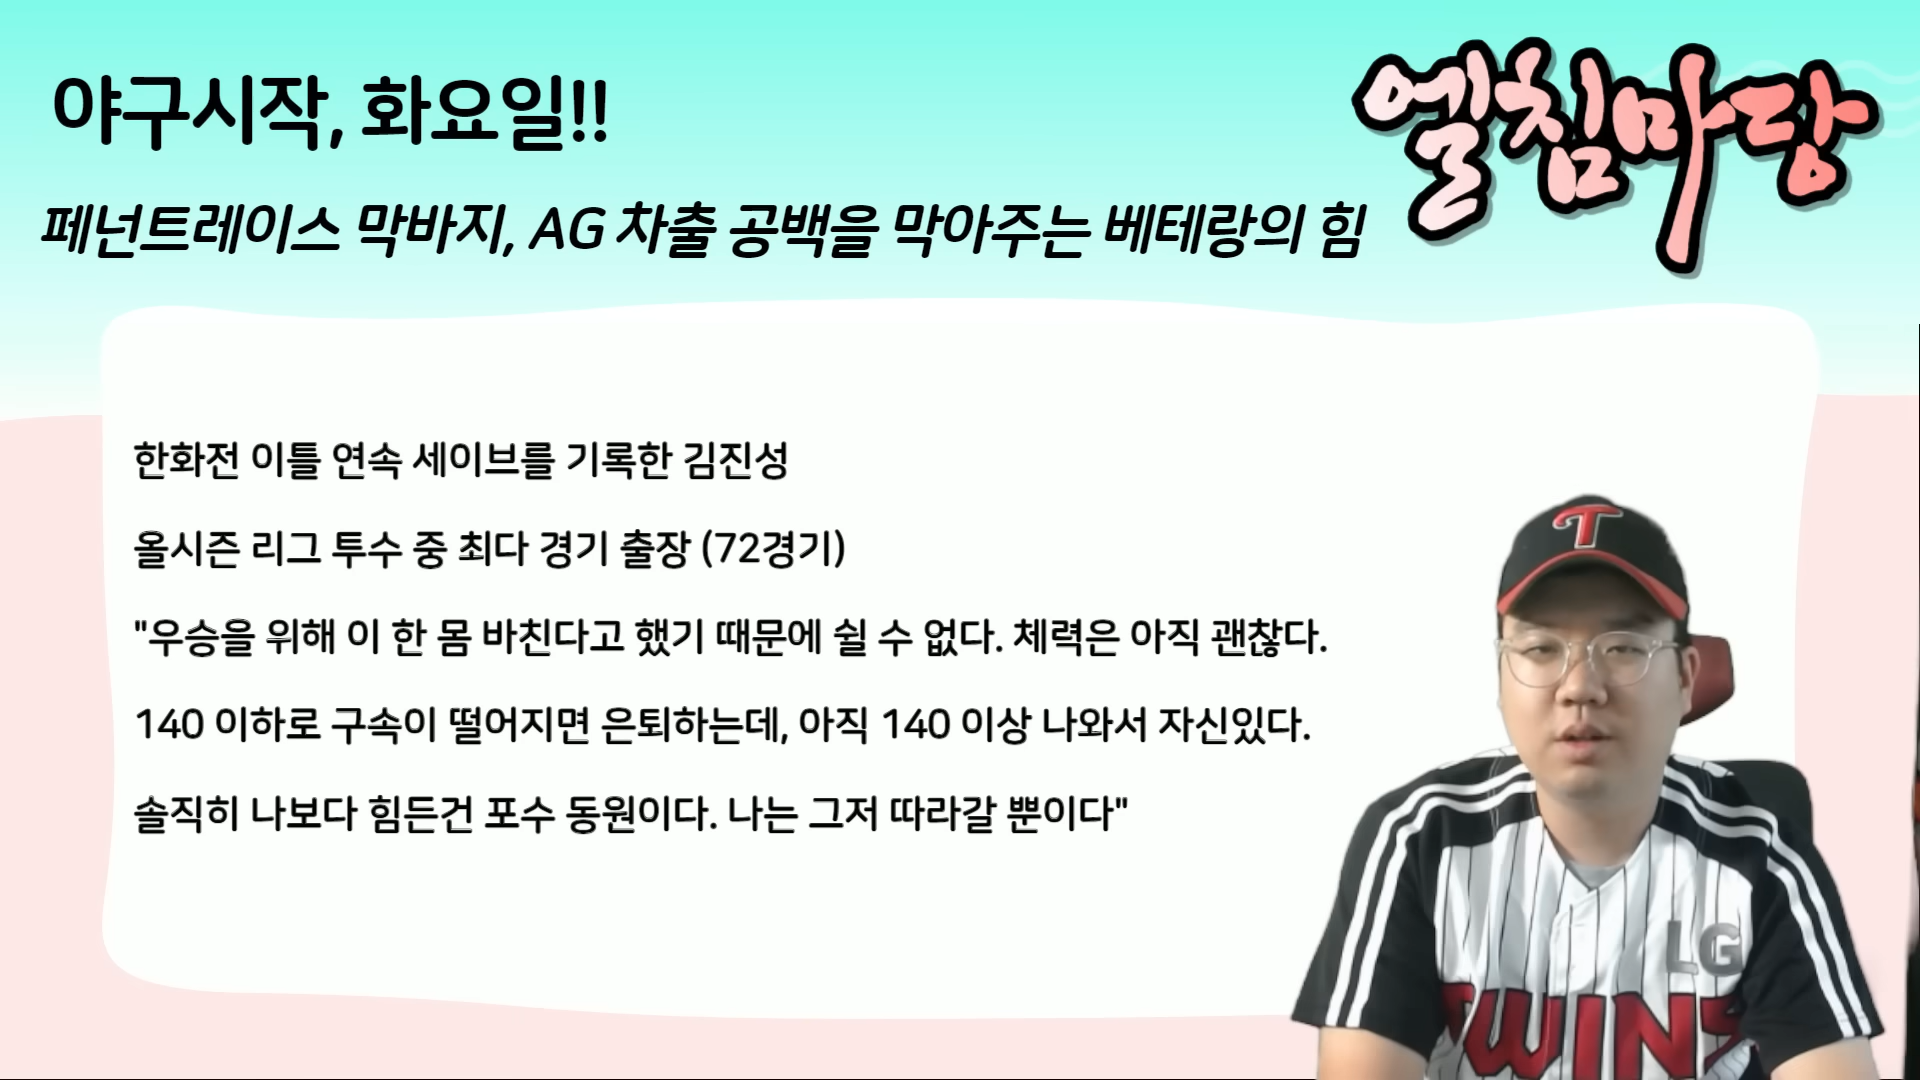 야구시작, 화요일!!
엘침마당
페넌트레이스 막바지, AG 차출 공백을 막아주는 베테랑의 힘
한화전 이틀 연속 세이브를 기록한 김진성
올시즌 리그 투수 중 최다 경기 출장 (72경기)
"우승을 위해 이 한 몸 바친다고 했기 때문에 쉴 수 없다. 체력은 아직 괜찮다.
140 이하로 구속이 떨어지면 은퇴하는데, 아직 140 이상 나와서 자신있다.
솔직히 나보다 힘든건 포수 동원이다. 나는 그저 따라갈 뿐이다"
T
LG
TWINS